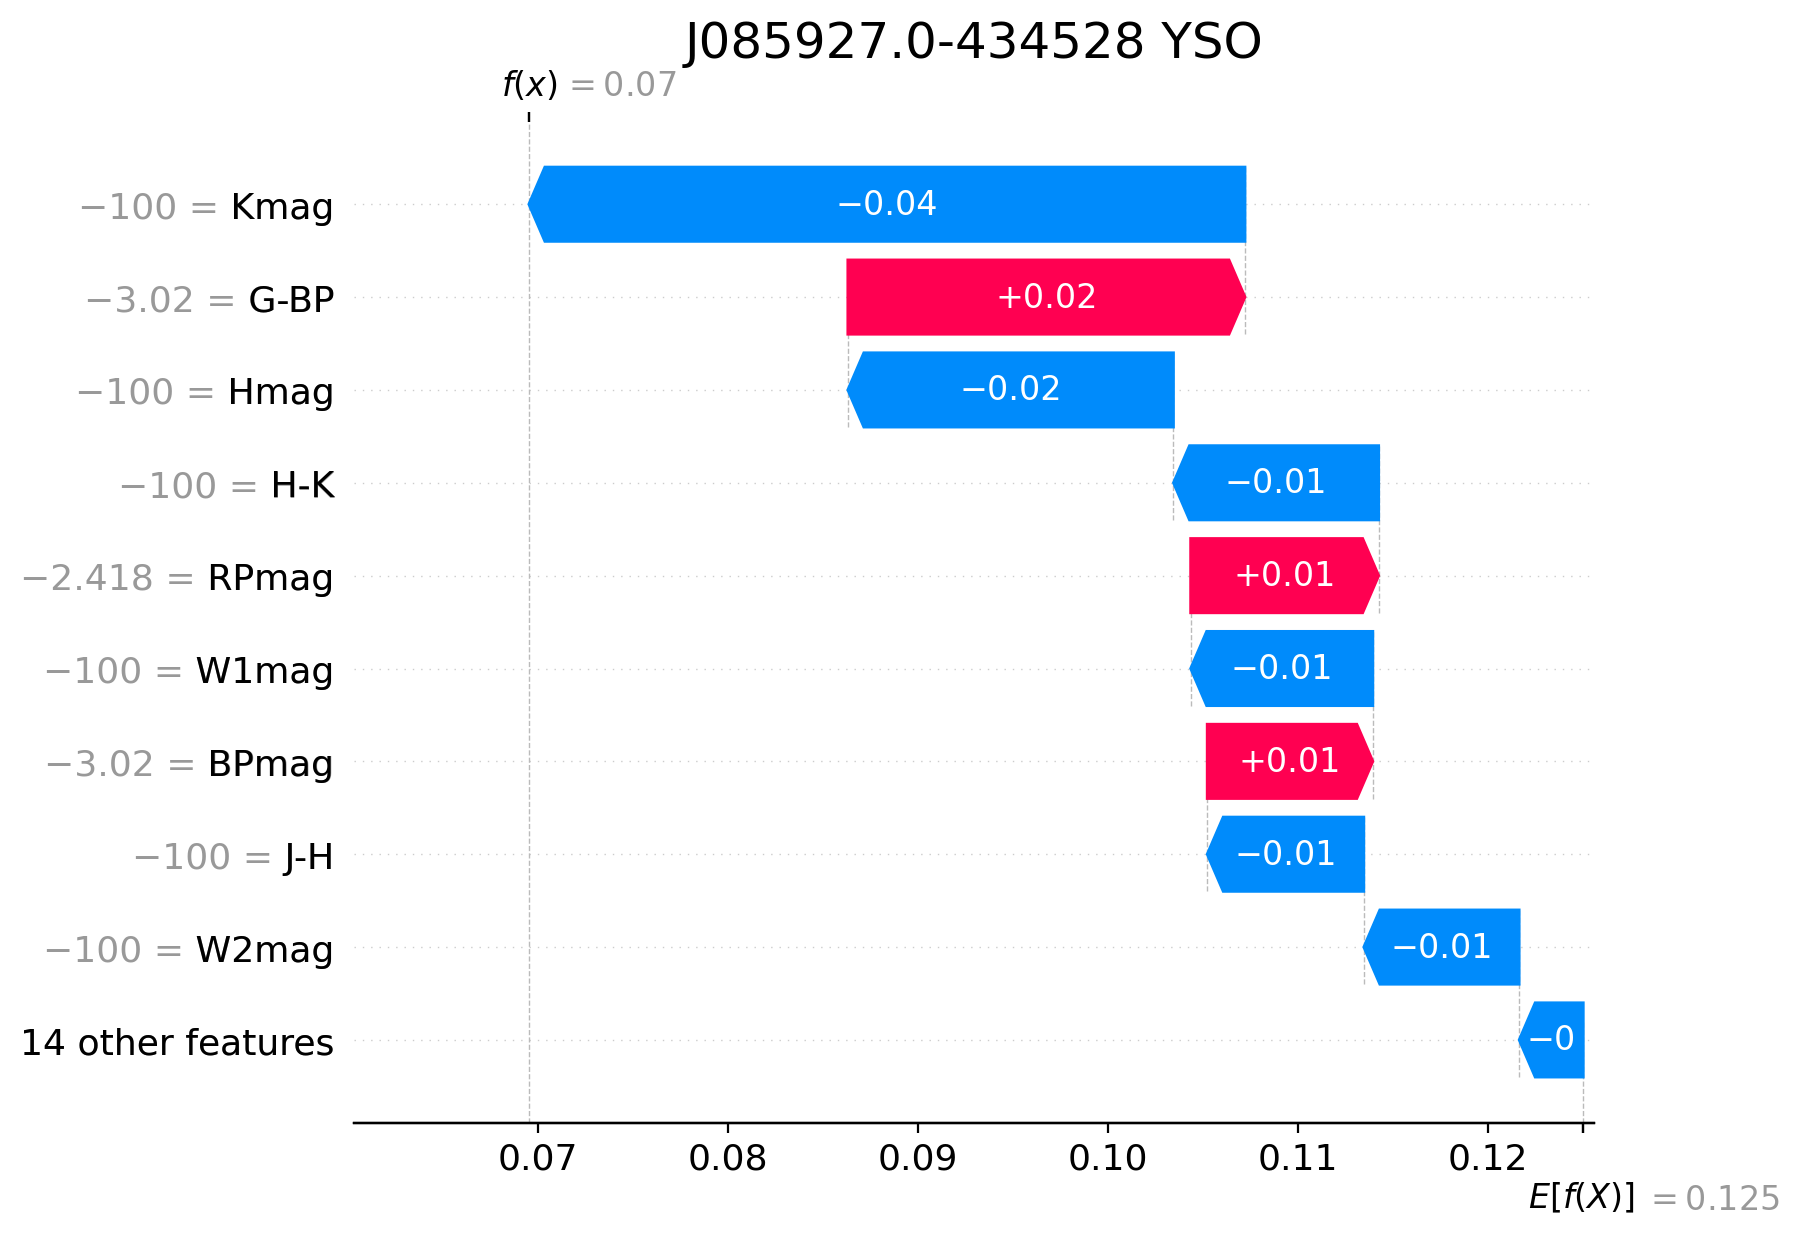 J085927.0-434528 YSO
f(x) = 0.07
−100 = Kmag −0.04
−3.02 = G-BP +0.02
−100 = Hmag −0.02
−100 = H-K −0.01
−2.418 = RPmag +0.01
−100 = W1mag −0.01
−3.02 = BPmag +0.01
−100 = J-H −0.01
−100 = W2mag −0.01
14 other features −0
0.07 0.08 0.09 0.10 0.11 0.12
E[f(X)] = 0.125